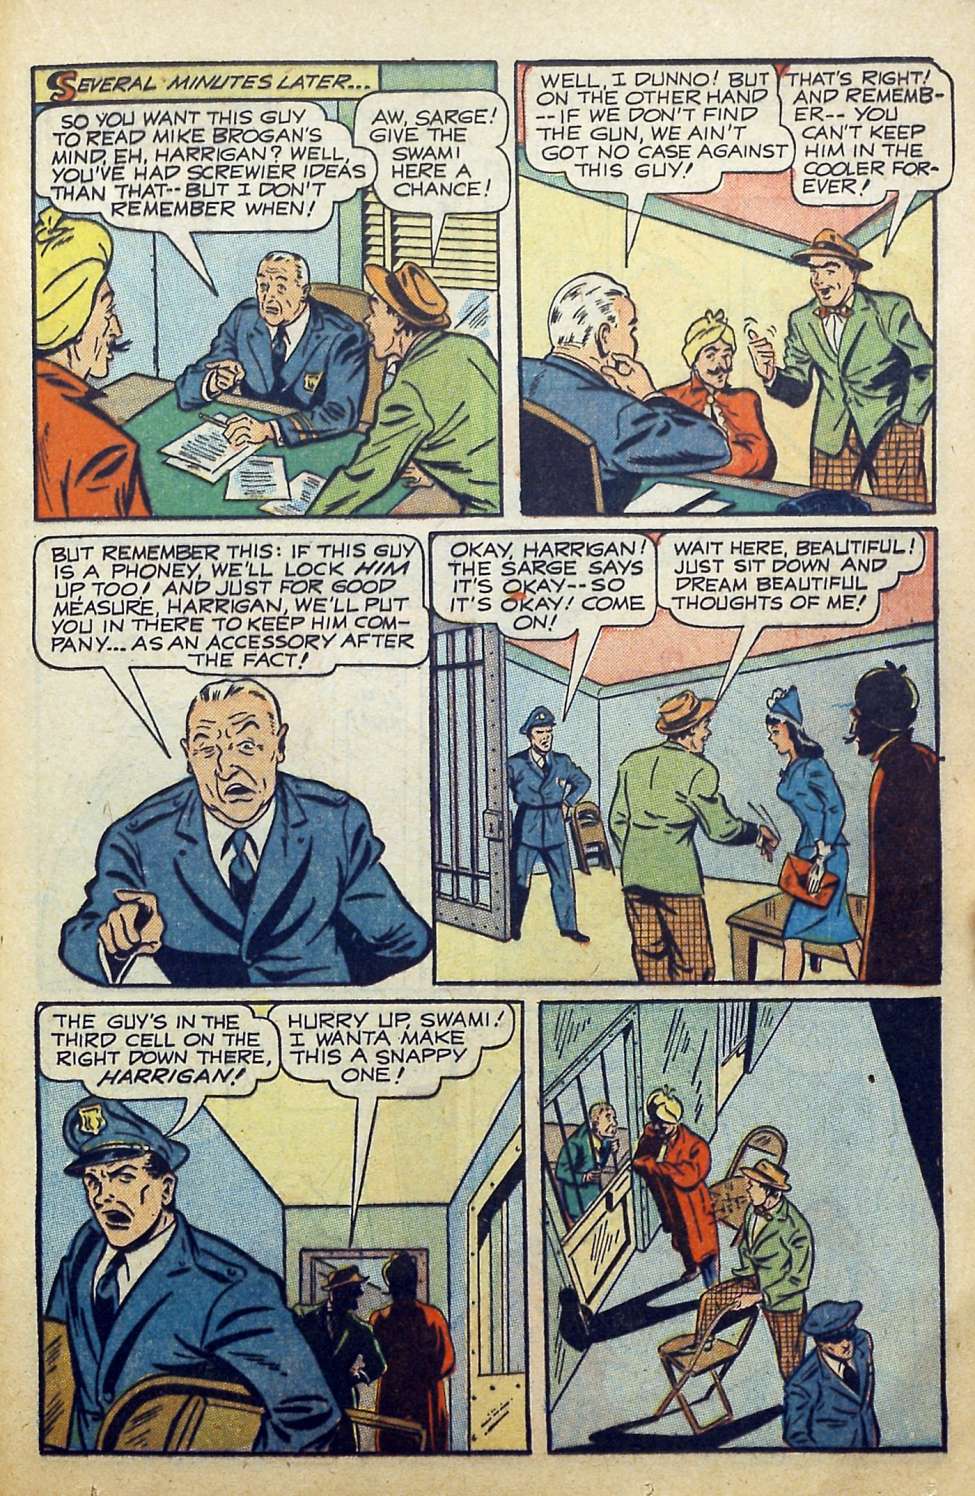 SEVERAL MINUTES LATER...
SO YOU WANT THIS GUY
TO READ MIKE BROGAN'S
MIND, EH, HARRIGAN? WELL,
YOU'VE HAD SCREWIER IDEAS
THAN THAT-- BUT I DON'T
REMEMBER WHEN!
AW, SARGE!
GIVE THE
SWAMI
HERE A
CHANCE!
WELL, I DUNNO! BUT
ON THE OTHER HAND
--IF WE DON'T FIND
THE GUN, WE AIN'T
GOT NO CASE AGAINST
THIS GUY!
THAT'S RIGHT!
AND REMEMB-
ER-- YOU
CAN'T KEEP
HIM IN THE
COOLER FOR-
EVER!
BUT REMEMBER THIS: IF THIS GUY
IS A PHONEY, WE'LL LOCK HIM
UP TOO! AND JUST FOR GOOD
MEASURE, HARRIGAN, WE'LL PUT
YOU IN THERE TO KEEP HIM COM-
PANY... AS AN ACCESSORY AFTER
THE FACT!
OKAY, HARRIGAN!
THE SARGE SAYS
IT'S OKAY-- SO
IT'S OKAY! COME
ON!
WAIT HERE, BEAUTIFUL!
JUST SIT DOWN AND
DREAM BEAUTIFUL
THOUGHTS OF ME!
THE GUY'S IN THE
THIRD CELL ON THE
RIGHT DOWN THERE,
HARRIGAN!
HURRY UP, SWAMI!
I WANTA MAKE
THIS A SNAPPY
ONE!